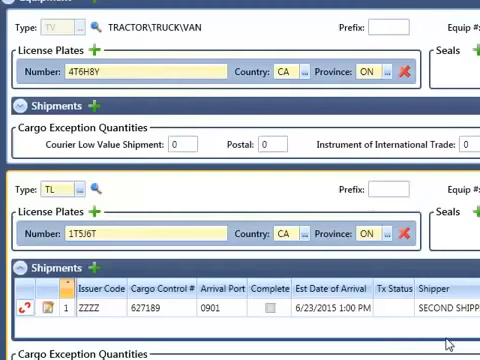 Equipment
Type: TV ... TRACTOR\TRUCK\VAN Prefix: Equip #:
License Plates Seals
Number: 4T6H8Y Country: CA ... Province: ON ...
Shipments
Cargo Exception Quantities
Courier Low Value Shipment: 0 Postal: 0 Instrument of International Trade: 0
Type: TL ... Prefix: Equip #:
License Plates Seals
Number: 1T5J6T Country: CA ... Province: ON ...
Shipments
Issuer Code Cargo Control # Arrival Port Complete Est Date of Arrival Tx Status Shipper
1 ZZZZ 627189 0901 6/23/2015 1:00 PM SECOND SHIPP
Cargo Exception Quantities